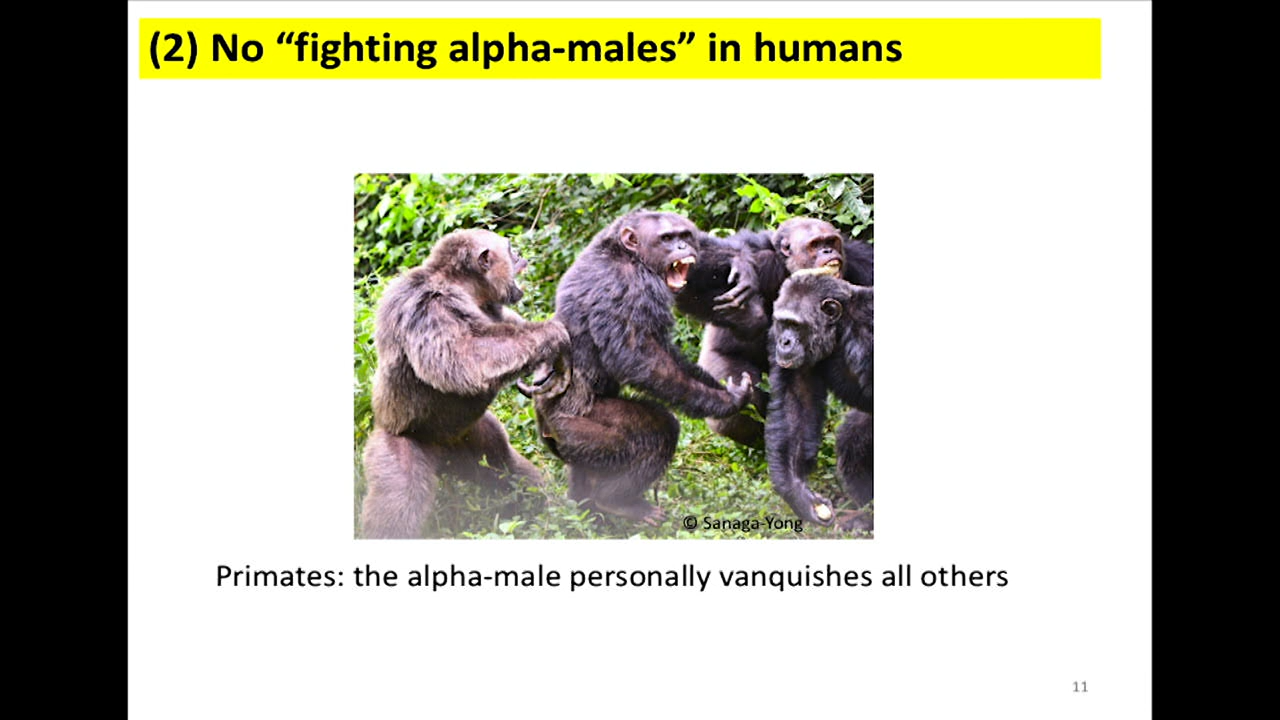 (2) No “fighting alpha-males” in humans
© Sanaga-Yong
Primates: the alpha-male personally vanquishes all others
11